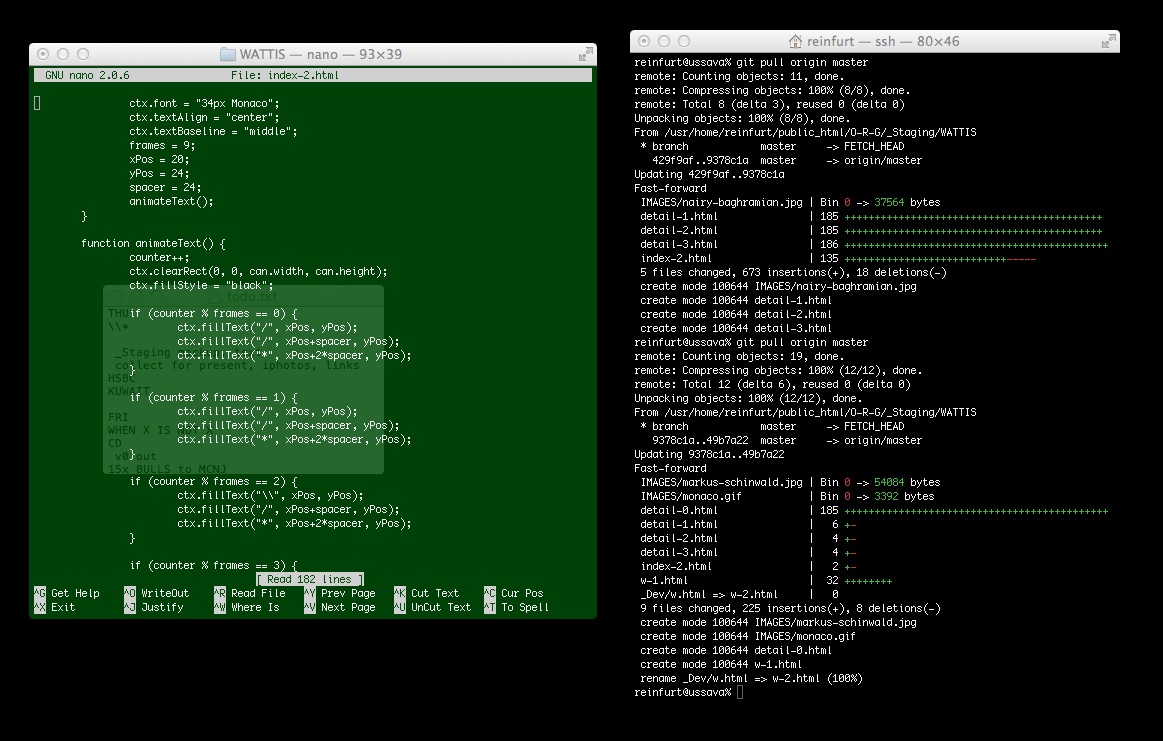 WATTIS — nano — 93×39
GNU nano 2.0.6 File: index-2.html
ctx.font = "34px Monaco";
ctx.textAlign = "center";
ctx.textBaseline = "middle";
frames = 9;
xPos = 20;
yPos = 24;
spacer = 24;
animateText();
}
function animateText() {
counter++;
ctx.clearRect(0, 0, can.width, can.height);
ctx.fillStyle = "black";
if (counter % frames == 0) {
ctx.fillText("/", xPos, yPos);
ctx.fillText("/", xPos+spacer, yPos);
ctx.fillText("*", xPos+2*spacer, yPos);
}
if (counter % frames == 1) {
ctx.fillText("/", xPos, yPos);
ctx.fillText("/", xPos+spacer, yPos);
ctx.fillText("*", xPos+2*spacer, yPos);
}
if (counter % frames == 2) {
ctx.fillText("\\", xPos, yPos);
ctx.fillText("/", xPos+spacer, yPos);
ctx.fillText("*", xPos+2*spacer, yPos);
}
if (counter % frames == 3) {
[ Read 182 lines ]
^G Get Help ^O WriteOut ^R Read File ^Y Prev Page ^K Cut Text ^C Cur Pos
^X Exit ^J Justify ^W Where Is ^V Next Page ^U UnCut Text ^T To Spell
todo.txt
THU
\\*
_Staging
collect for present, iphotos, links
HSBC
KUWAIT
FRI
WHEN X IS NOT X
CD
v0 out
15x BULLS to MCNJ
reinfurt — ssh — 80×46
reinfurt@ussava% git pull origin master
remote: Counting objects: 11, done.
remote: Compressing objects: 100% (8/8), done.
remote: Total 8 (delta 3), reused 0 (delta 0)
Unpacking objects: 100% (8/8), done.
From /usr/home/reinfurt/public_html/O-R-G/_Staging/WATTIS
* branch master -> FETCH_HEAD
429f9af..9378c1a master -> origin/master
Updating 429f9af..9378c1a
Fast-forward
IMAGES/nairy-baghramian.jpg | Bin 0 -> 37564 bytes
detail-1.html | 185 +++++++++++++++++++++++++++++++++++++++++++
detail-2.html | 185 +++++++++++++++++++++++++++++++++++++++++++
detail-3.html | 186 ++++++++++++++++++++++++++++++++++++++++++++
index-2.html | 135 +++++++++++++++++++++++++++-----
5 files changed, 673 insertions(+), 18 deletions(-)
create mode 100644 IMAGES/nairy-baghramian.jpg
create mode 100644 detail-1.html
create mode 100644 detail-2.html
create mode 100644 detail-3.html
reinfurt@ussava% git pull origin master
remote: Counting objects: 19, done.
remote: Compressing objects: 100% (12/12), done.
remote: Total 12 (delta 6), reused 0 (delta 0)
Unpacking objects: 100% (12/12), done.
From /usr/home/reinfurt/public_html/O-R-G/_Staging/WATTIS
* branch master -> FETCH_HEAD
9378c1a..49b7a22 master -> origin/master
Updating 9378c1a..49b7a22
Fast-forward
IMAGES/markus-schinwald.jpg | Bin 0 -> 54084 bytes
IMAGES/monaco.gif | Bin 0 -> 3392 bytes
detail-0.html | 185 ++++++++++++++++++++++++++++++++++++++++++++
detail-1.html | 6 +-
detail-2.html | 4 +-
detail-3.html | 4 +-
index-2.html | 2 +-
w-1.html | 32 ++++++++
_Dev/w.html => w-2.html | 0
9 files changed, 225 insertions(+), 8 deletions(-)
create mode 100644 IMAGES/markus-schinwald.jpg
create mode 100644 IMAGES/monaco.gif
create mode 100644 detail-0.html
create mode 100644 w-1.html
rename _Dev/w.html => w-2.html (100%)
reinfurt@ussava%